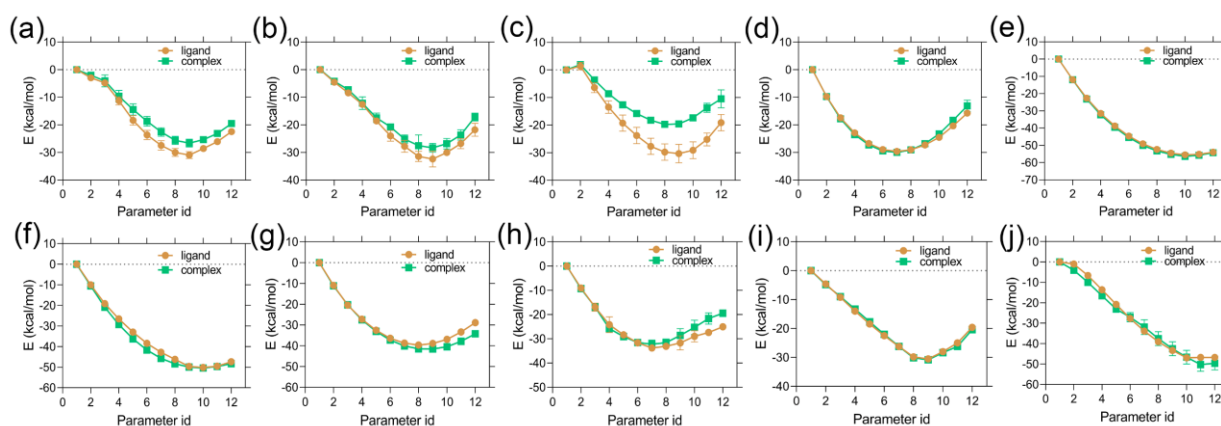 (a)
ligand
complex
E (kcal/mol)
10
0
-10
-20
-30
-40
0 2 4 6 8 10 12
Parameter id
(b)
ligand
complex
E (kcal/mol)
10
0
-10
-20
-30
-40
0 2 4 6 8 10 12
Parameter id
(c)
ligand
complex
E (kcal/mol)
10
0
-10
-20
-30
-40
0 2 4 6 8 10 12
Parameter id
(d)
ligand
complex
E (kcal/mol)
10
0
-10
-20
-30
-40
0 2 4 6 8 10 12
Parameter id
(e)
ligand
complex
E (kcal/mol)
10
0
-10
-20
-30
-40
-50
-60
-70
0 2 4 6 8 10 12
Parameter id
(f)
ligand
complex
E (kcal/mol)
10
0
-10
-20
-30
-40
-50
-60
0 2 4 6 8 10 12
Parameter id
(g)
ligand
complex
E (kcal/mol)
10
0
-10
-20
-30
-40
-50
-60
0 2 4 6 8 10 12
Parameter id
(h)
ligand
complex
E (kcal/mol)
10
0
-10
-20
-30
-40
-50
0 2 4 6 8 10 12
Parameter id
(i)
ligand
complex
E (kcal/mol)
10
0
-10
-20
-30
-40
0 2 4 6 8 10 12
Parameter id
(j)
ligand
complex
E (kcal/mol)
10
0
-10
-20
-30
-40
-50
-60
0 2 4 6 8 10 12
Parameter id